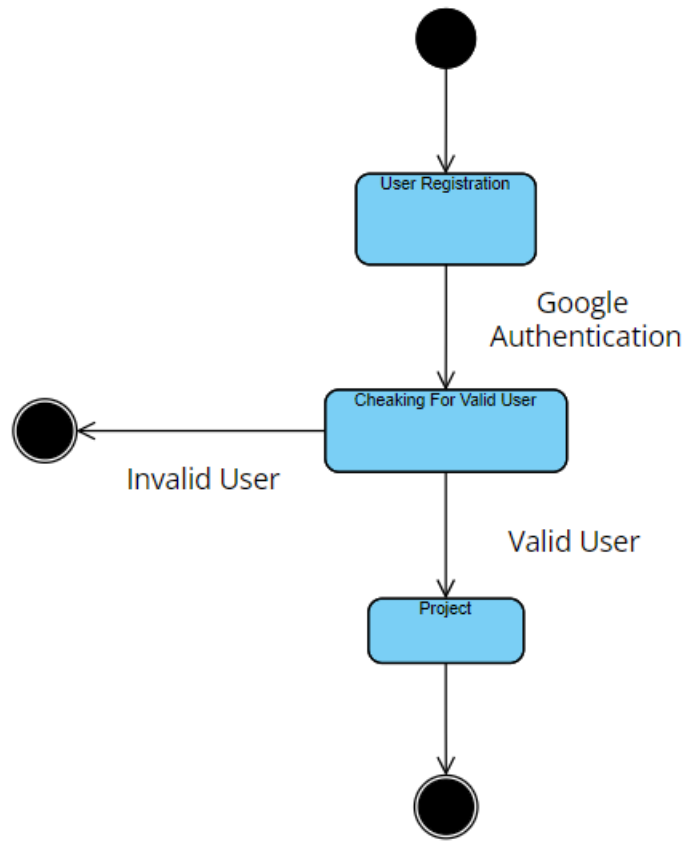 User Registration
Google
Authentication
Cheaking For Valid User
Invalid User
Valid User
Project